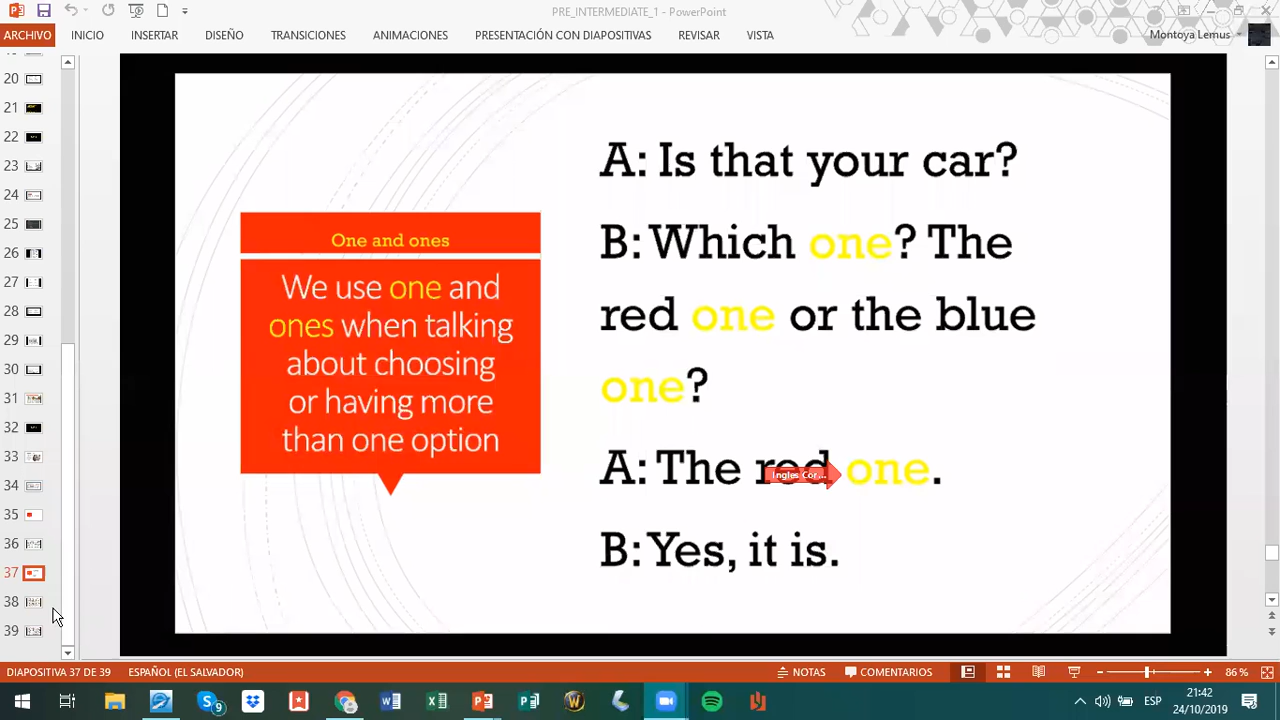 PRE_INTERMEDIATE_1 - PowerPoint
ARCHIVO INICIO INSERTAR DISEÑO TRANSICIONES ANIMACIONES PRESENTACIÓN CON DIAPOSITIVAS REVISAR VISTA Montoya Lemus
20
21
22
23
24
25
26
27
28
29
30
31
32
33
34
35
36
37
38
39
One and ones
We use one and
ones when talking
about choosing
or having more
than one option
A: Is that your car?
B: Which one? The
red one or the blue
one?
A: The red one.
Ingles Cor...
B: Yes, it is.
DIAPOSITIVA 37 DE 39 ESPAÑOL (EL SALVADOR) NOTAS COMENTARIOS 86 %
9 ESP 21:42
24/10/2019